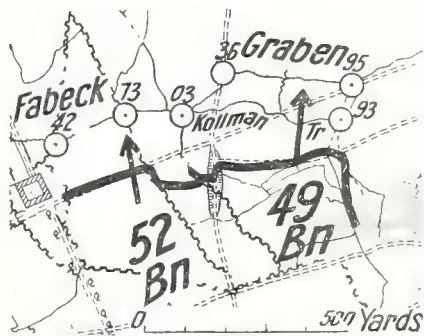 36
Graben
95
Fabeck
73
03
93
42
Kollman
Tr
52
Bn
49
Bn
0
500 Yards